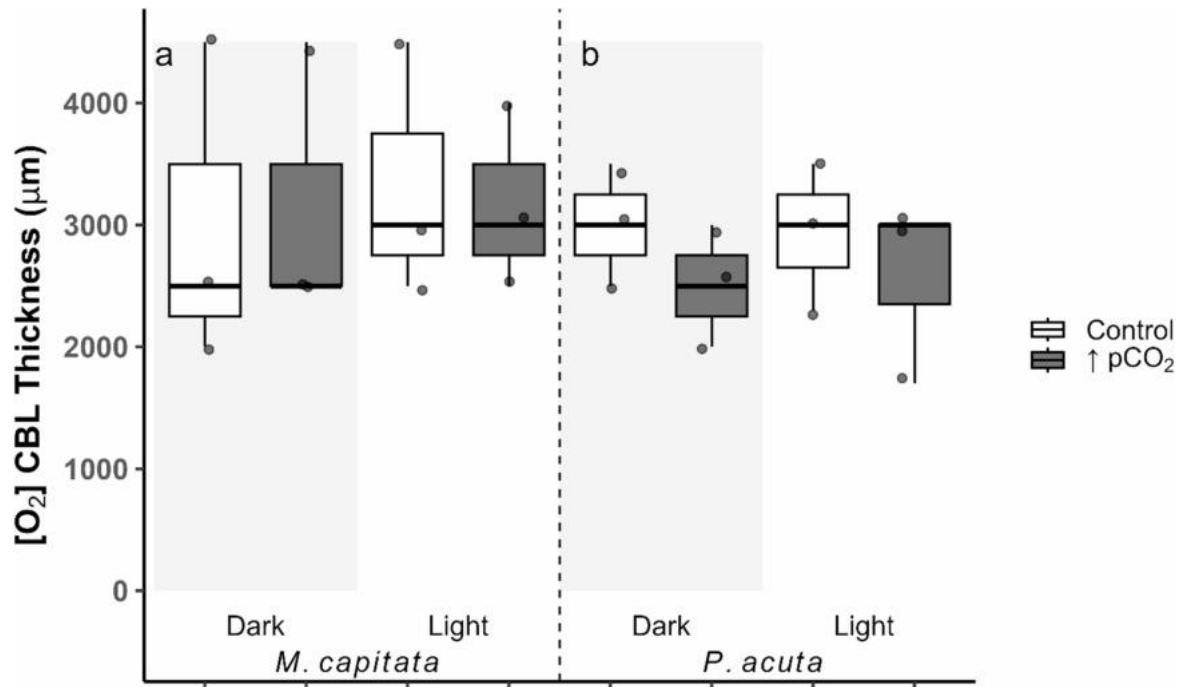 a
b
[O₂] CBL Thickness (μm)
4000
3000
2000
1000
0
Dark
Light
Dark
Light
M. capitata
P. acuta
Control
↑ pCO₂